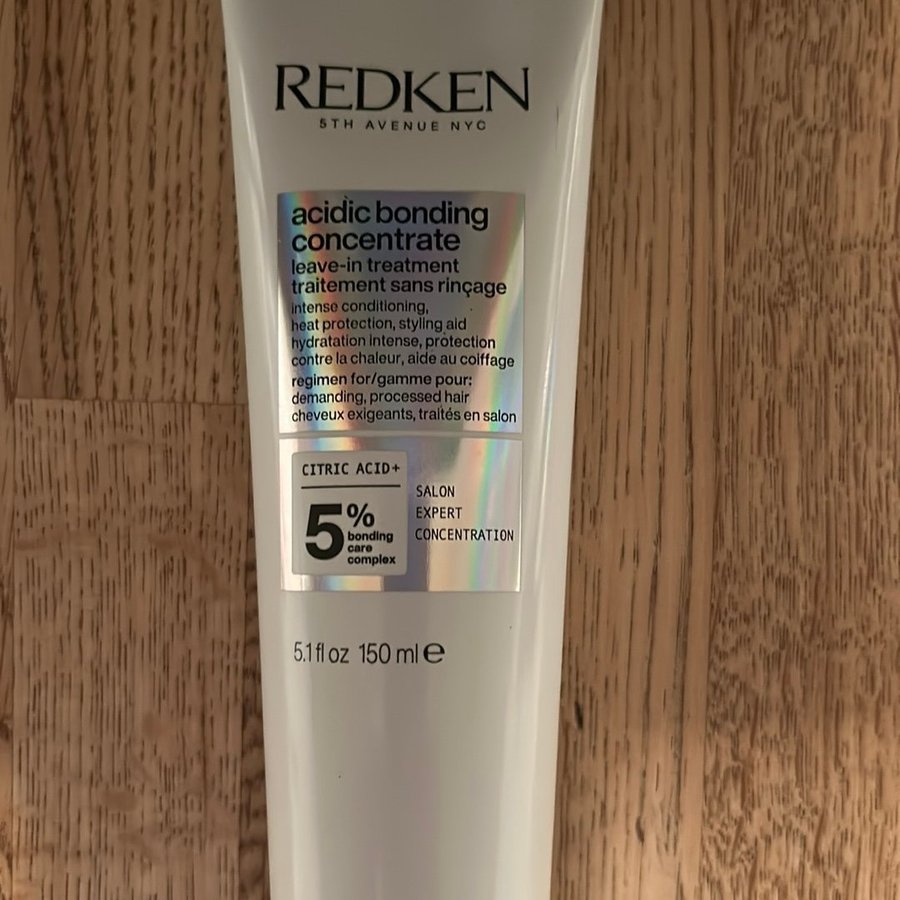 REDKEN
5TH AVENUE NYC
acidic bonding
concentrate
leave-in treatment
traitement sans rinçage
intense conditioning,
heat protection, styling aid
hydratation intense, protection
contre la chaleur, aide au coiffage
regimen for/gamme pour:
demanding, processed hair
cheveux exigeants, traités en salon
CITRIC ACID+
5%
bonding
care
complex
SALON
EXPERT
CONCENTRATION
5.1 fl oz 150 ml ℮